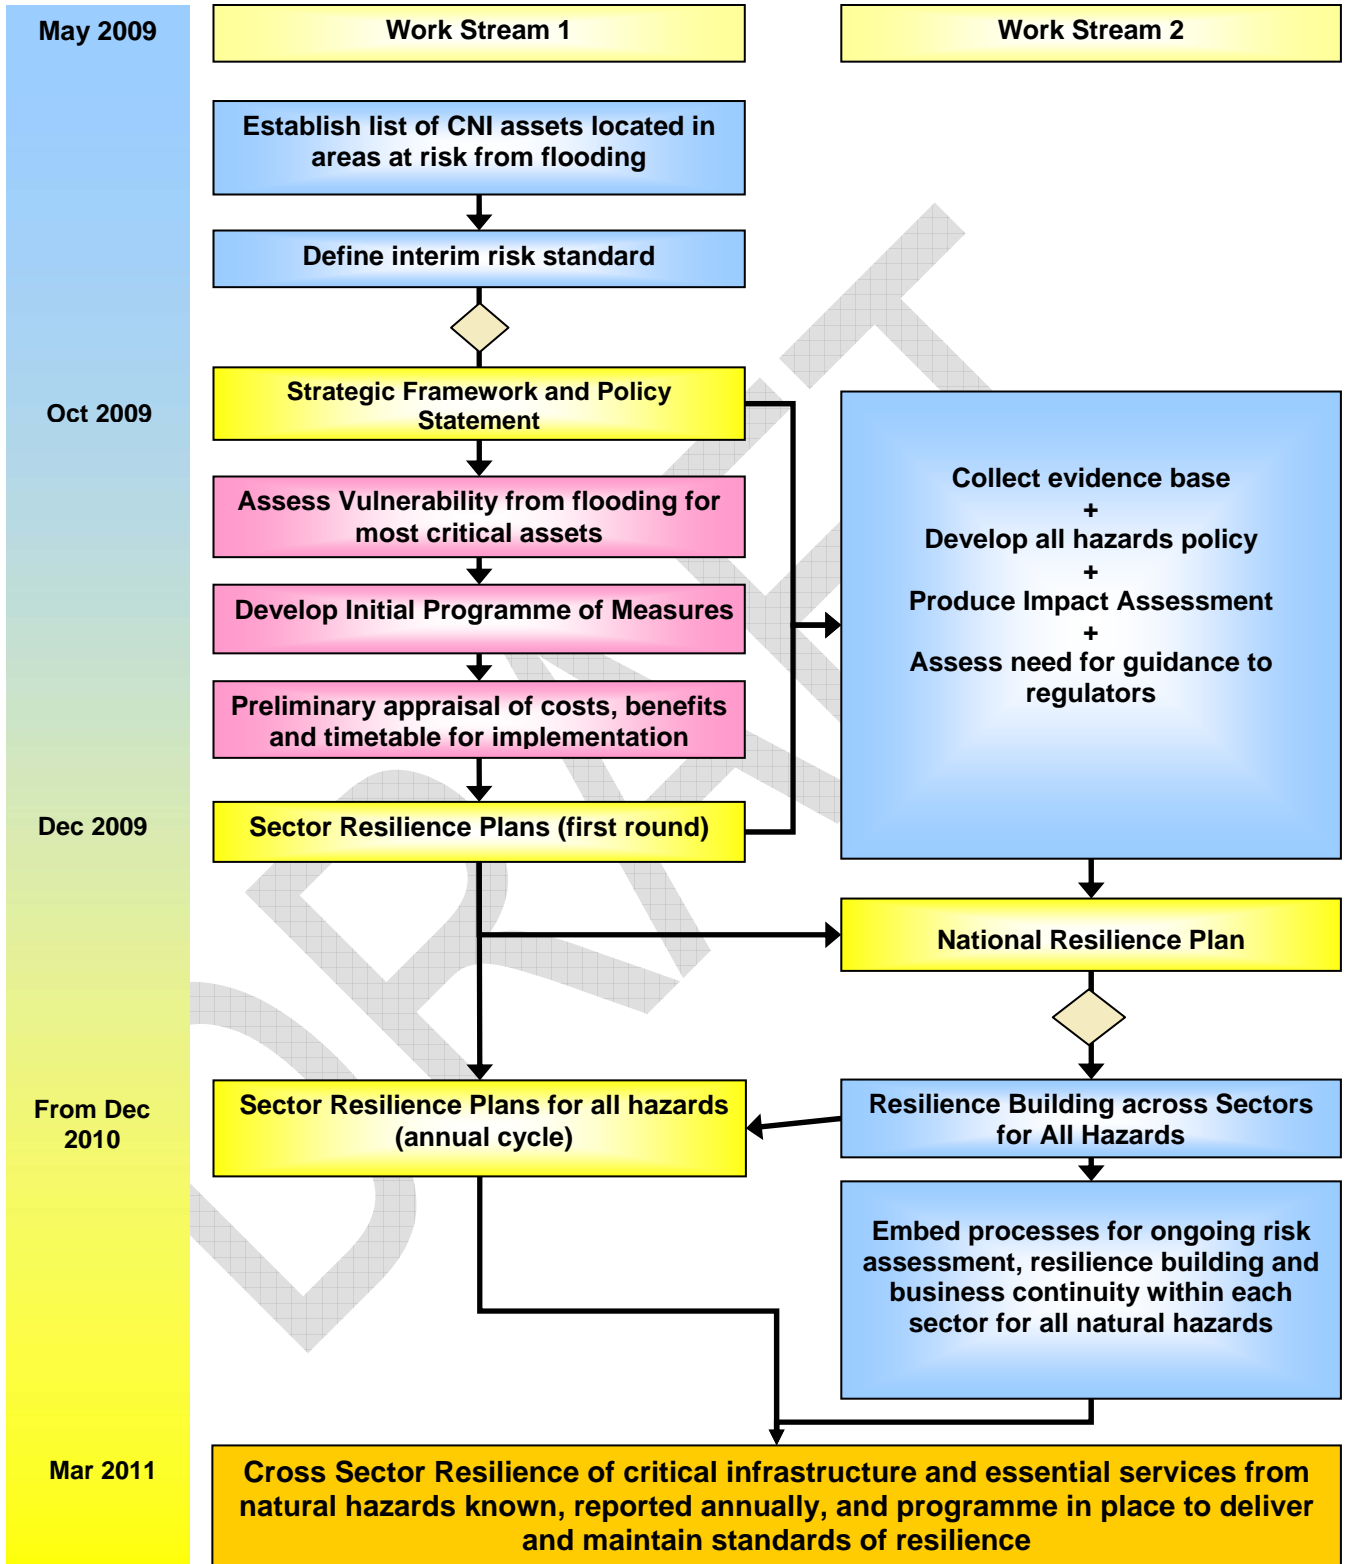 May 2009
Work Stream 1
Work Stream 2
Establish list of CNI assets located in
areas at risk from flooding
Define interim risk standard
Oct 2009
Strategic Framework and Policy
Statement
Assess Vulnerability from flooding for
most critical assets
Develop Initial Programme of Measures
Preliminary appraisal of costs, benefits
and timetable for implementation
Dec 2009
Sector Resilience Plans (first round)
Collect evidence base
+
Develop all hazards policy
+
Produce Impact Assessment
+
Assess need for guidance to
regulators
National Resilience Plan
From Dec
2010
Sector Resilience Plans for all hazards
(annual cycle)
Resilience Building across Sectors
for All Hazards
Embed processes for ongoing risk
assessment, resilience building and
business continuity within each
sector for all natural hazards
Mar 2011
Cross Sector Resilience of critical infrastructure and essential services from
natural hazards known, reported annually, and programme in place to deliver
and maintain standards of resilience
DRAFT